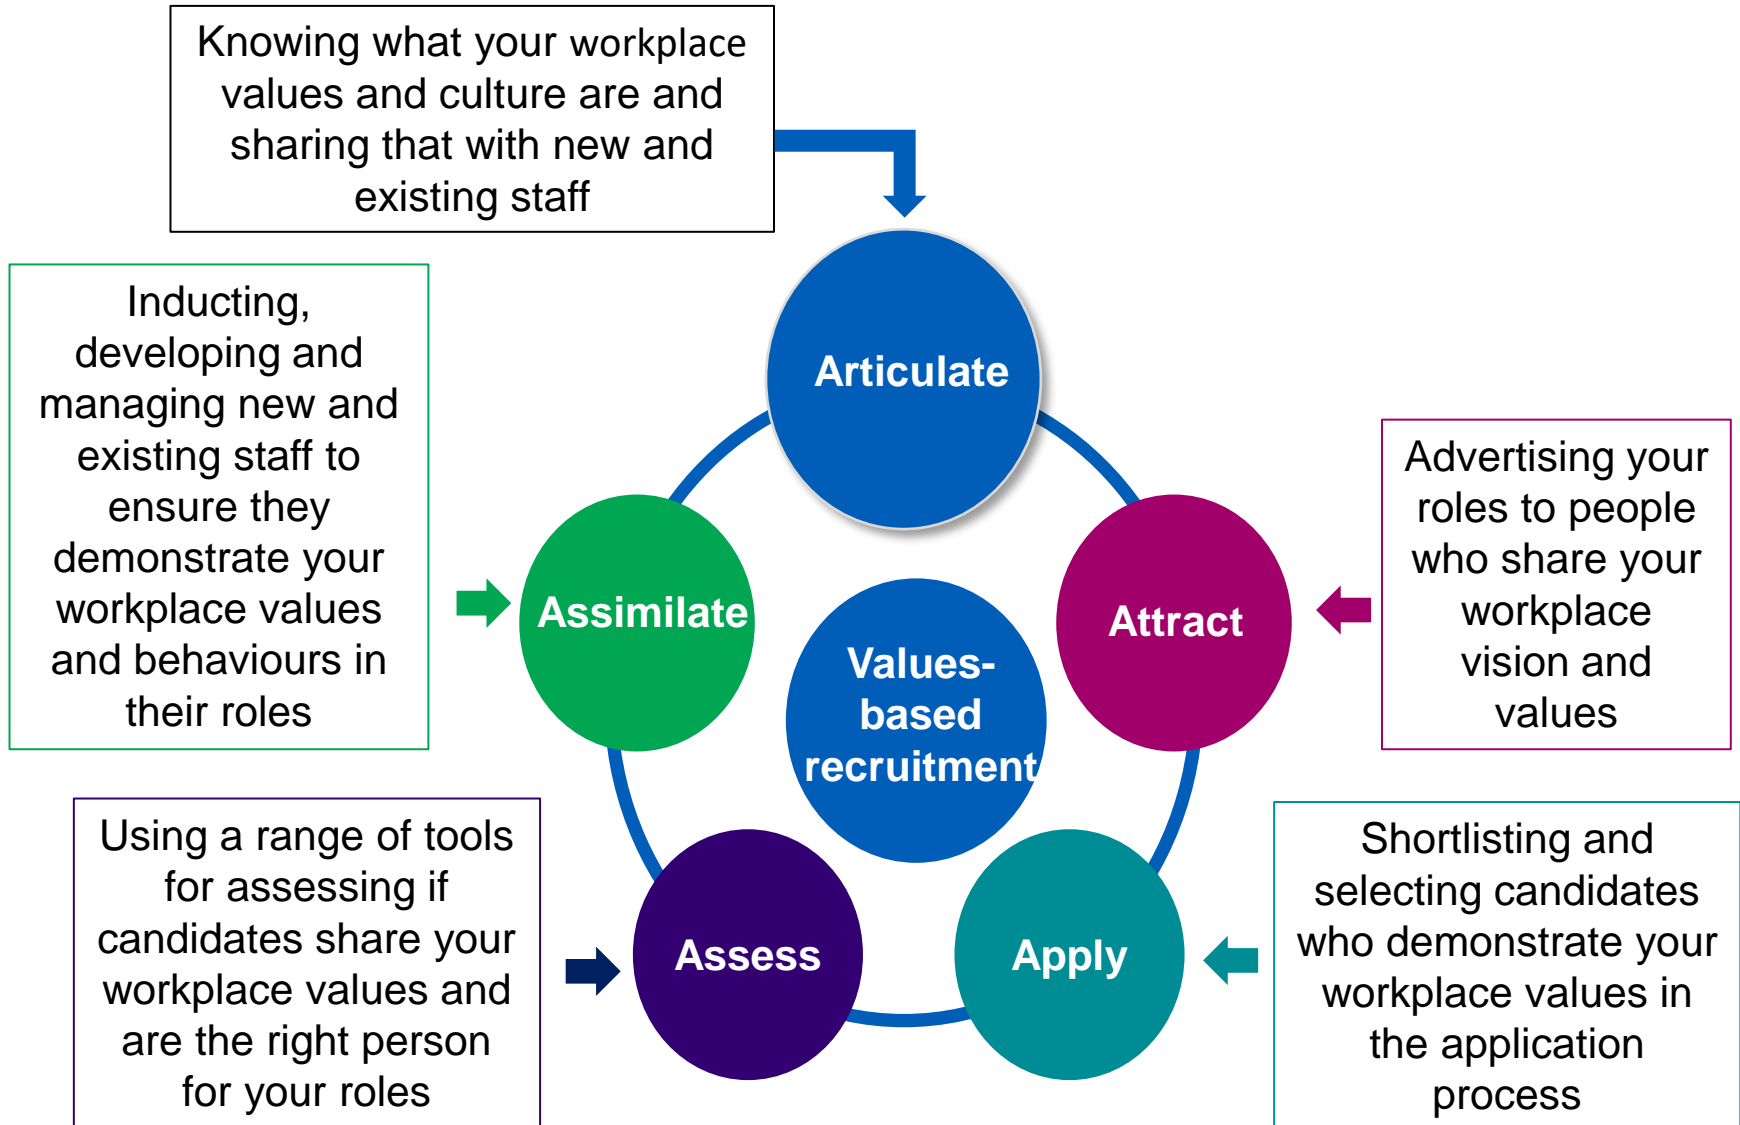 Knowing what your workplace
values and culture are and
sharing that with new and
existing staff
Articulate
Inducting,
developing and
managing new and
existing staff to
ensure they
demonstrate your
workplace values
and behaviours in
their roles
Assimilate
Attract
Advertising your
roles to people
who share your
workplace
vision and
values
Values-
based
recruitment
Using a range of tools
for assessing if
candidates share your
workplace values and
are the right person
for your roles
Assess
Apply
Shortlisting and
selecting candidates
who demonstrate your
workplace values in
the application
process